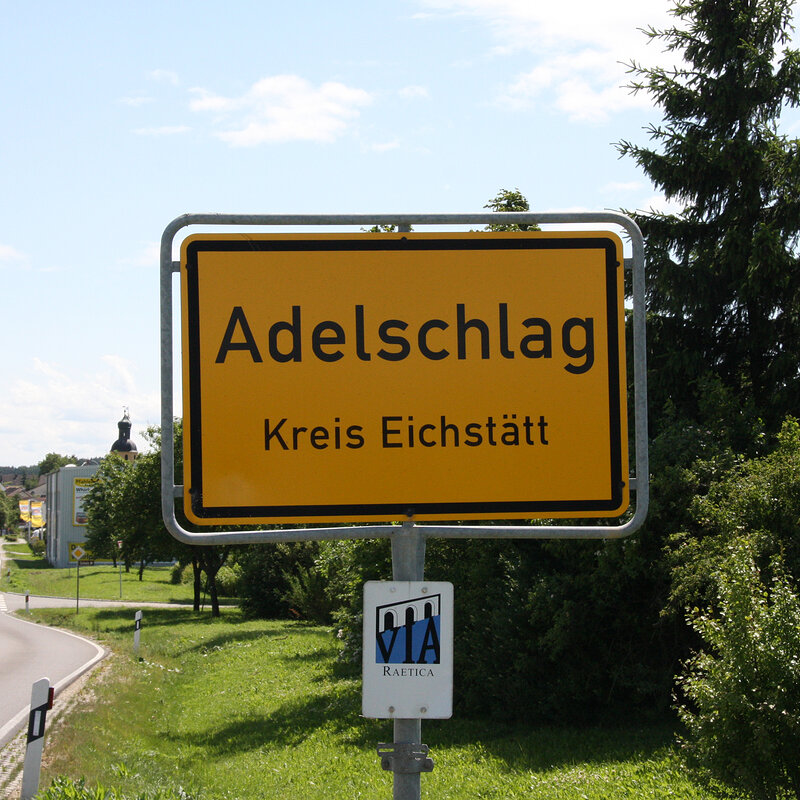 Adelschlag
Kreis Eichstätt
VIA
RAETICA